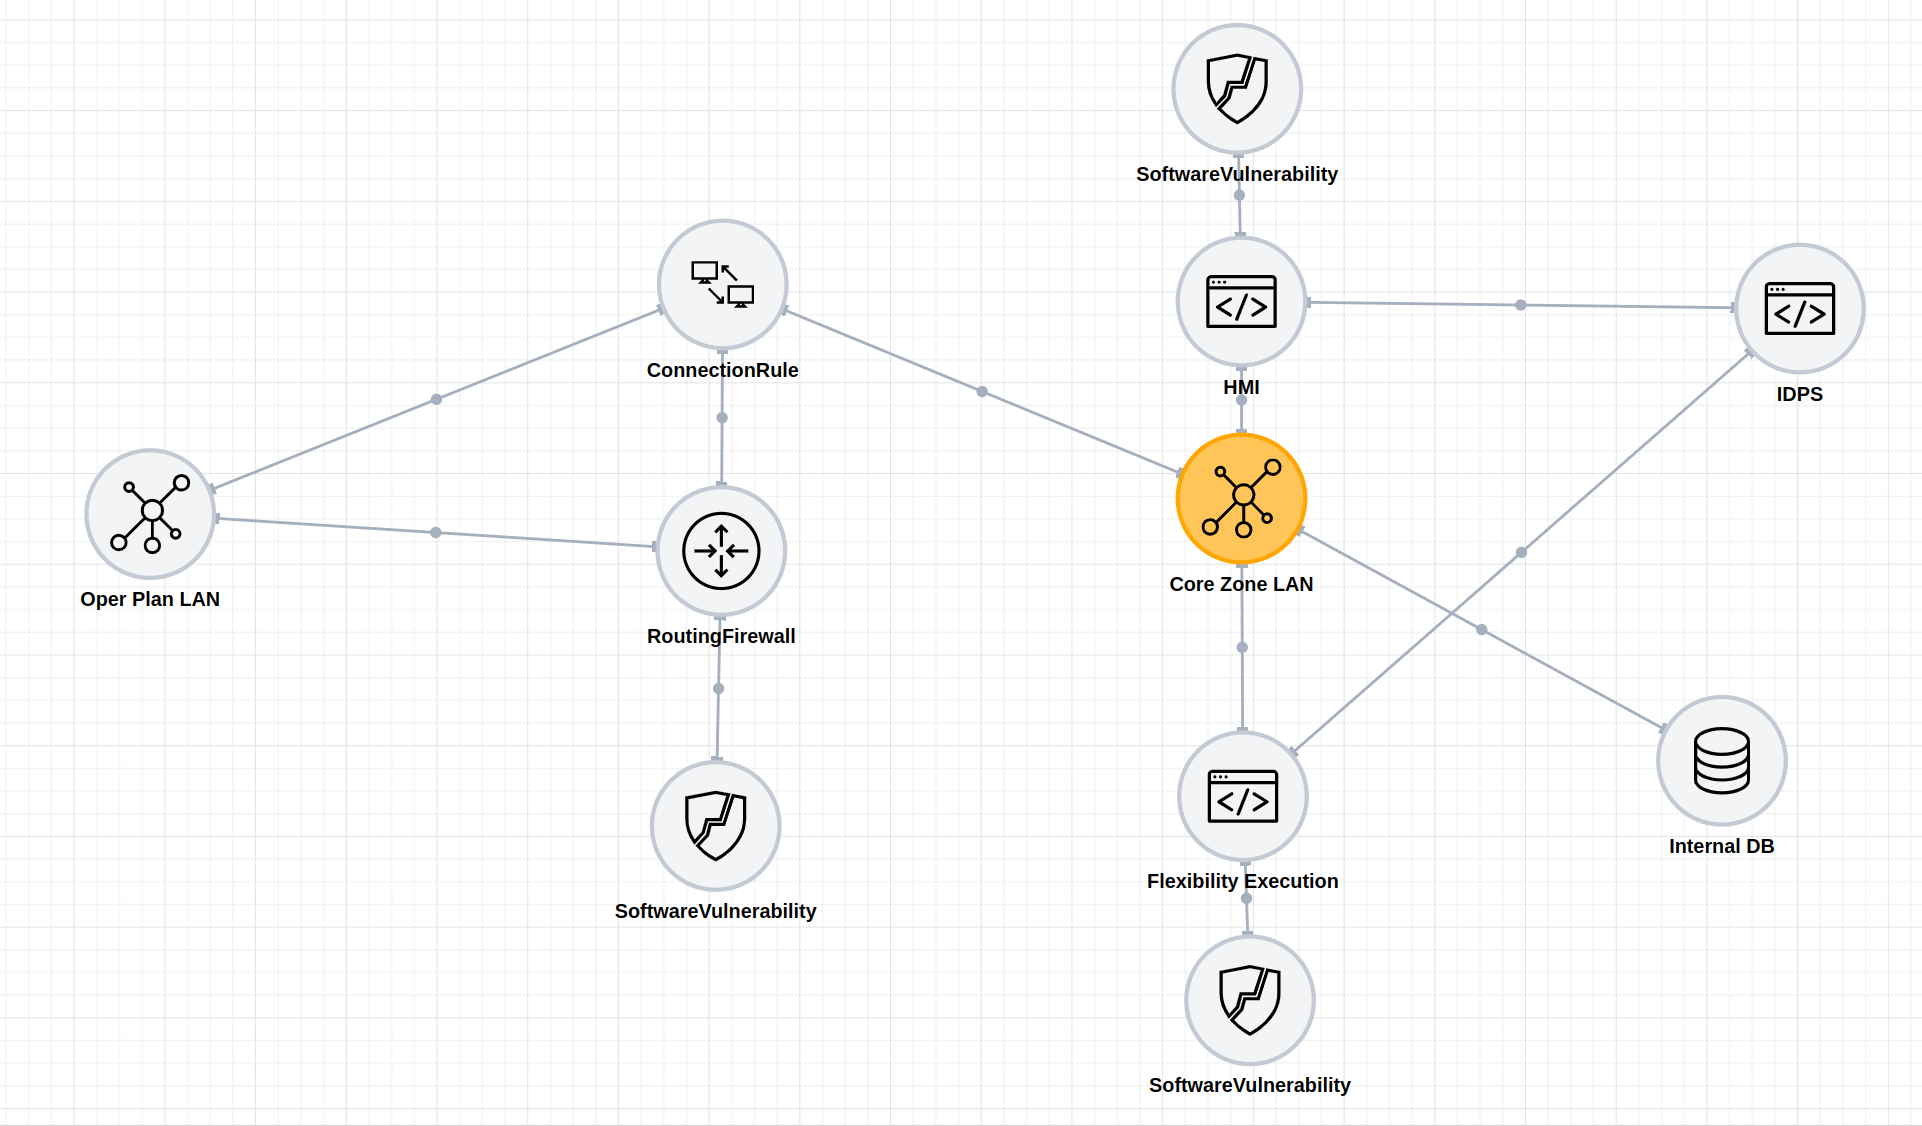 SoftwareVulnerability
ConnectionRule
HMI
IDPS
Oper Plan LAN
Core Zone LAN
RoutingFirewall
Internal DB
Flexibility Execution
SoftwareVulnerability
SoftwareVulnerability